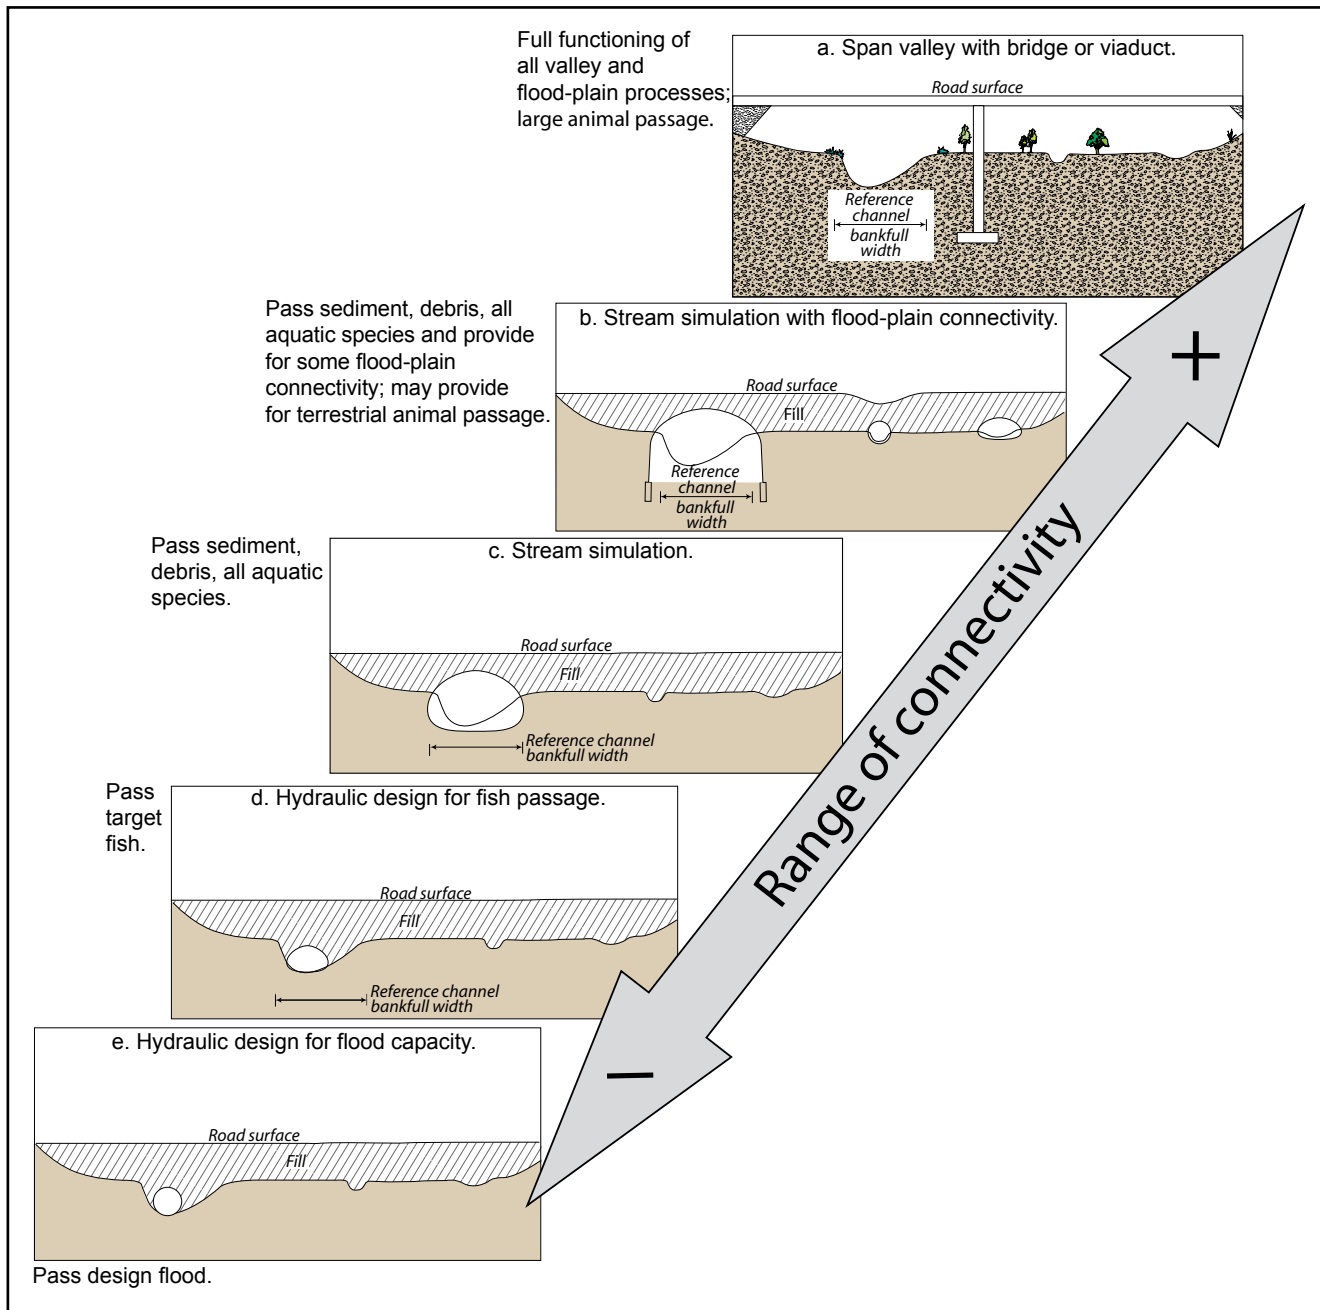 Full functioning of
all valley and
flood-plain processes;
large animal passage.
a. Span valley with bridge or viaduct.
Road surface
Reference
channel
bankfull
width
Pass sediment, debris, all
aquatic species and provide
for some flood-plain
connectivity; may provide
for terrestrial animal passage.
b. Stream simulation with flood-plain connectivity.
Road surface
Fill
Reference
channel
bankfull
width
+
Pass sediment,
debris, all aquatic
species.
c. Stream simulation.
Road surface
Fill
Reference channel
bankfull width
Range of connectivity
Pass
target
fish.
d. Hydraulic design for fish passage.
Road surface
Fill
Reference channel
bankfull width
–
e. Hydraulic design for flood capacity.
Road surface
Fill
Pass design flood.